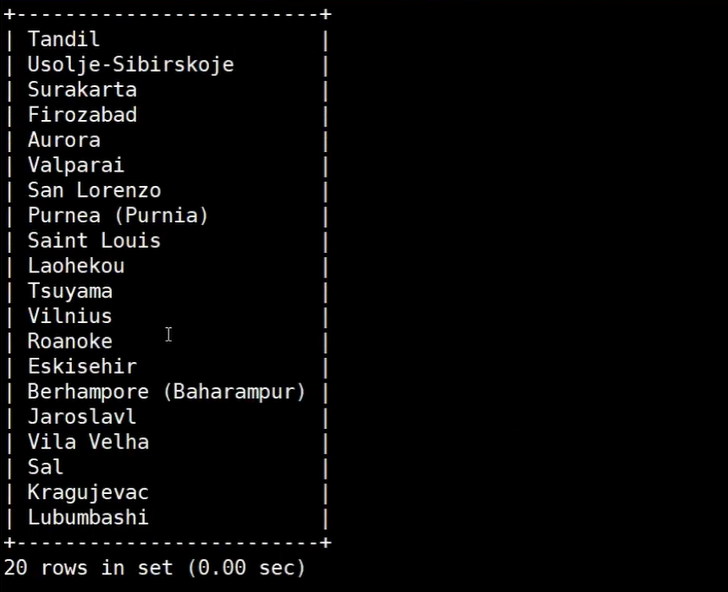 +-------------------------+
| Tandil                  |
| Usolje-Sibirskoje       |
| Surakarta               |
| Firozabad               |
| Aurora                  |
| Valparai                |
| San Lorenzo             |
| Purnea (Purnia)         |
| Saint Louis             |
| Laohekou                |
| Tsuyama                 |
| Vilnius                 |
| Roanoke                 |
| Eskisehir               |
| Berhampore (Baharampur) |
| Jaroslavl               |
| Vila Velha              |
| Sal                     |
| Kragujevac              |
| Lubumbashi              |
+-------------------------+
20 rows in set (0.00 sec)